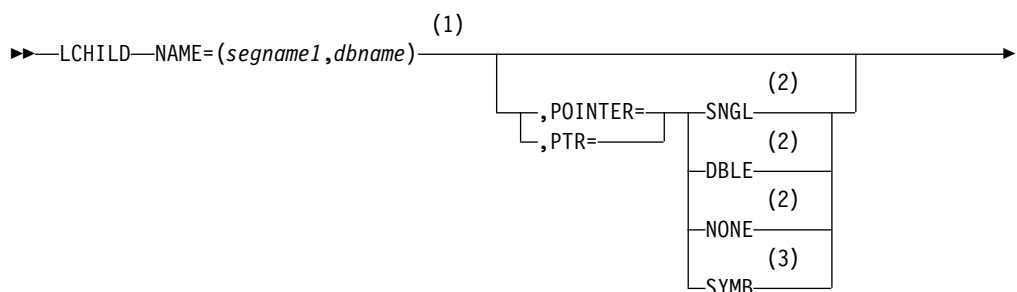 (1)
LCHILD NAME=(segname1,dbname)
(2)
,POINTER= SNGL
,PTR= (2)
DBLE
(2)
NONE
(3)
SYMB